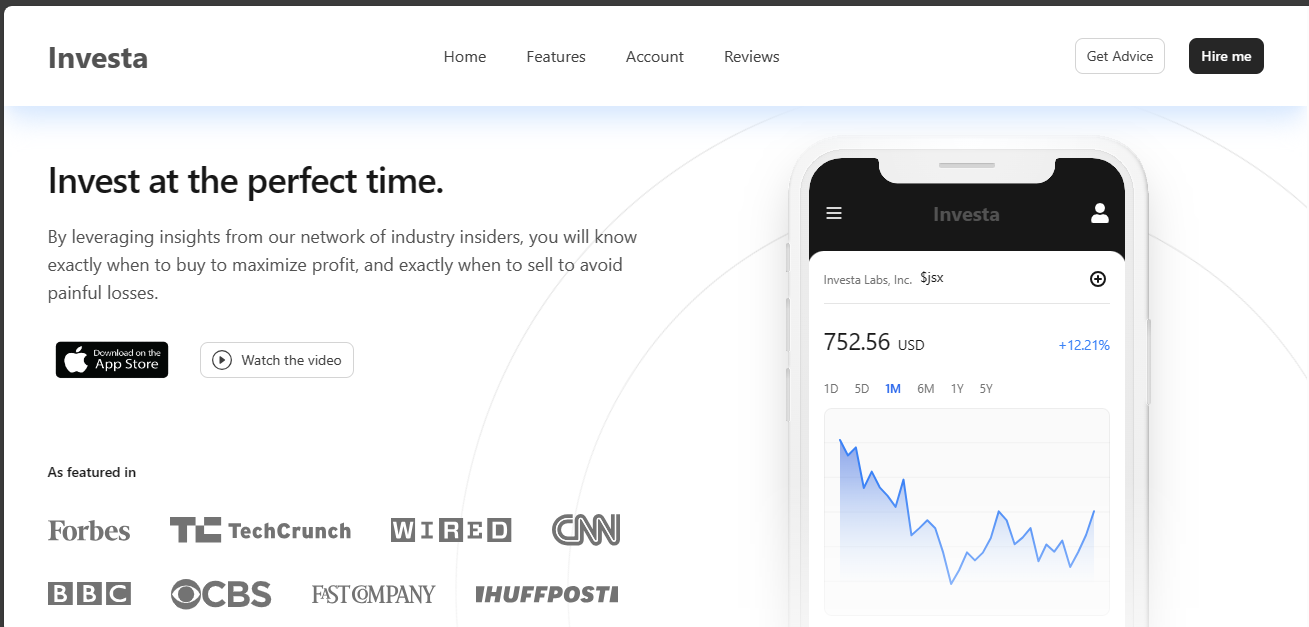 Investa
Home Features Account Reviews
Get Advice Hire me
Invest at the perfect time.
By leveraging insights from our network of industry insiders, you will know
exactly when to buy to maximize profit, and exactly when to sell to avoid
painful losses.
Download on the
App Store
Watch the video
As featured in
Forbes TechCrunch WIRED CNN
BBC CBS FAST COMPANY HUFFPOST
Investa
Investa Labs, Inc. $jsx
752.56 USD +12.21%
1D 5D 1M 6M 1Y 5Y